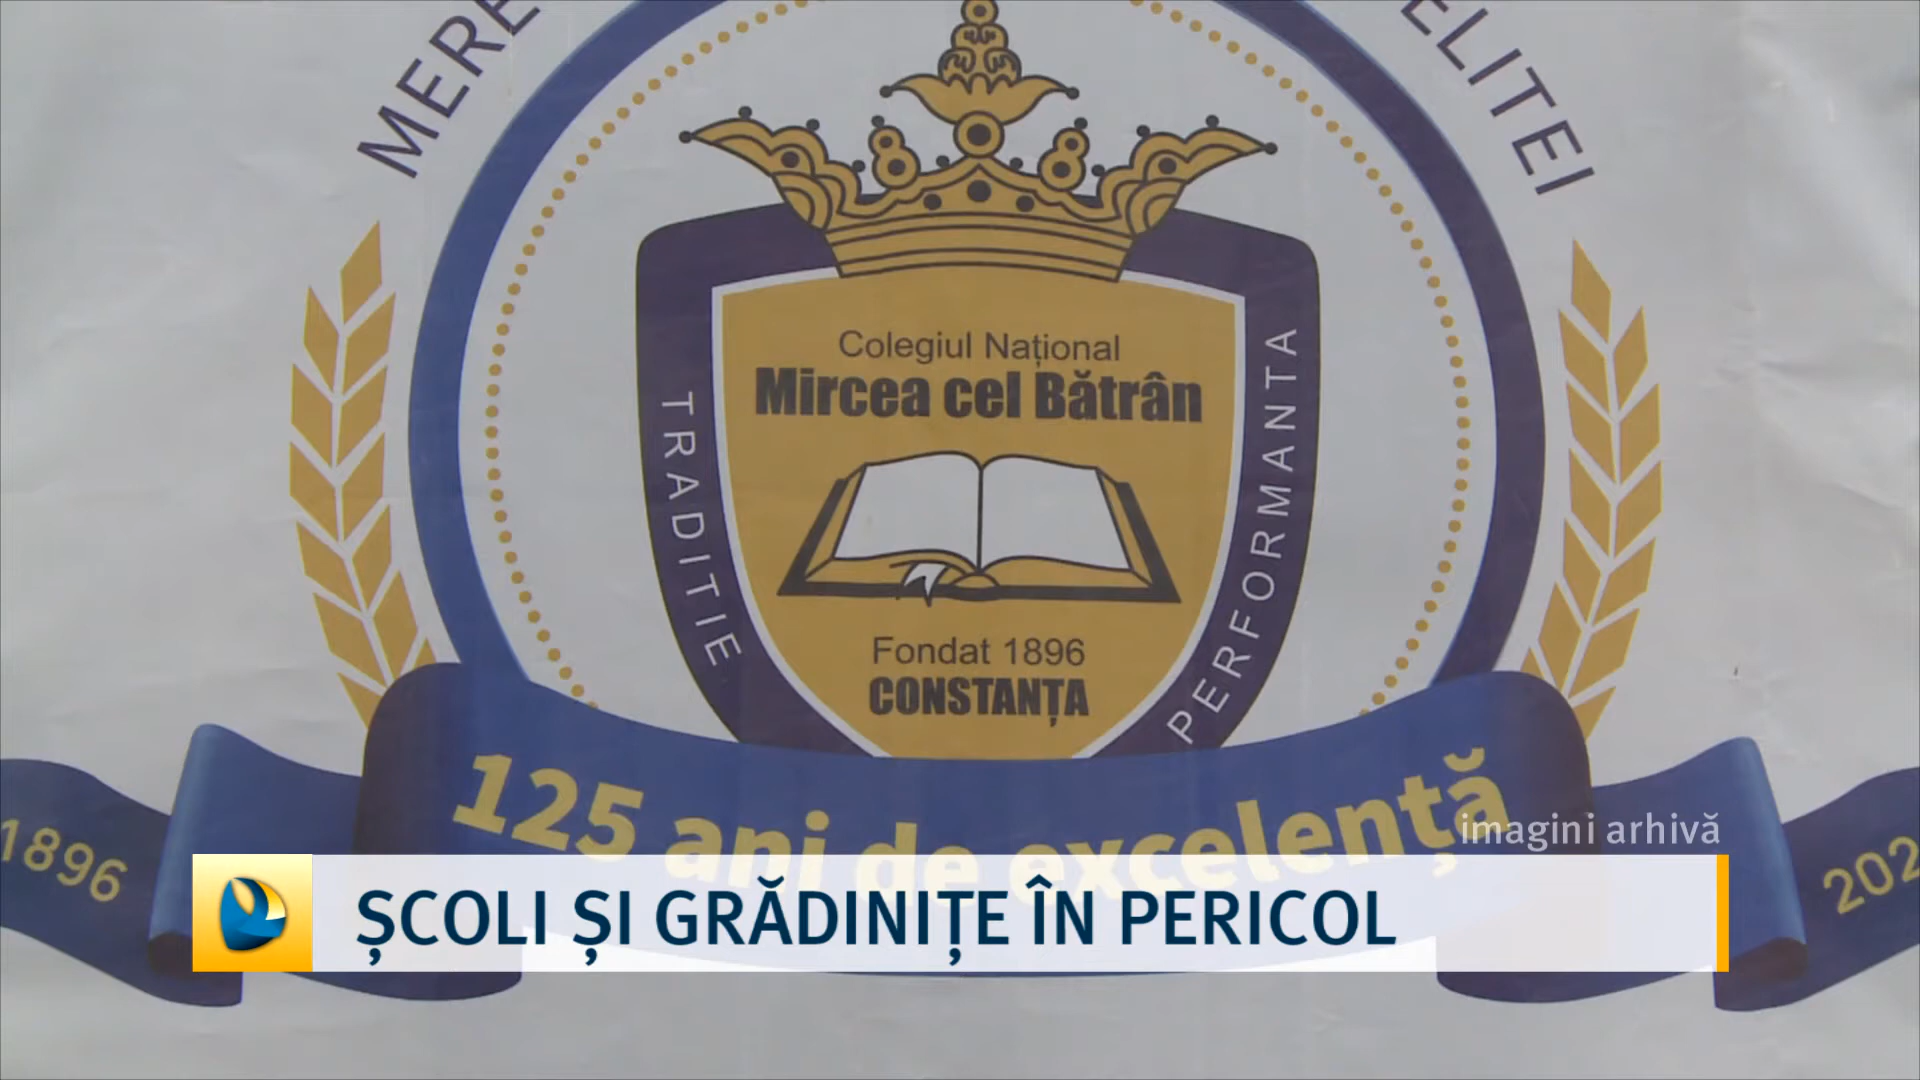 ELITEI
Colegiul Național
Mircea cel Bătrân
TRADITIE
PERFORMANTA
Fondat 1896
CONSTANȚA
125 ani de excelență
1896
imagini arhivă
ȘCOLI ȘI GRĂDINIȚE ÎN PERICOL